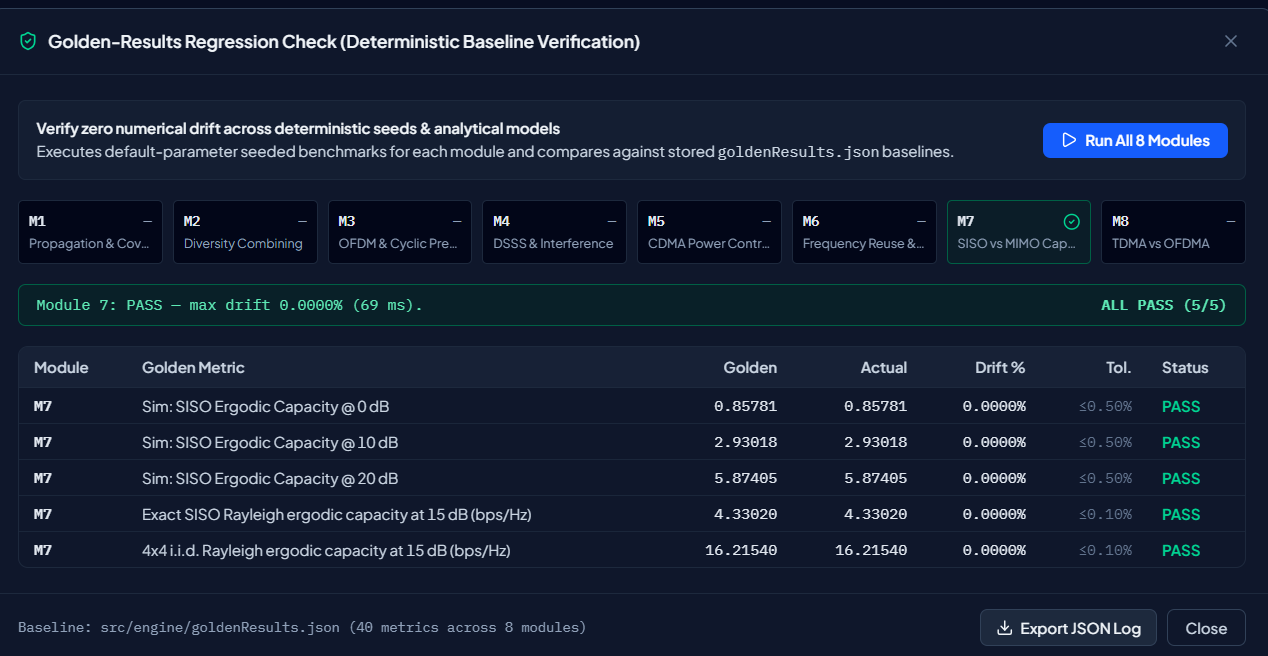 Golden-Results Regression Check (Deterministic Baseline Verification)
Verify zero numerical drift across deterministic seeds & analytical models
Executes default-parameter seeded benchmarks for each module and compares against stored goldenResults.json baselines.
Run All 8 Modules
M1 —
Propagation & Cov...
M2 —
Diversity Combining
M3 —
OFDM & Cyclic Pre...
M4 —
DSSS & Interference
M5 —
CDMA Power Contr...
M6 —
Frequency Reuse &...
M7
SISO vs MIMO Cap...
M8 —
TDMA vs OFDMA
Module 7: PASS — max drift 0.0000% (69 ms). ALL PASS (5/5)
Module Golden Metric Golden Actual Drift % Tol. Status
M7 Sim: SISO Ergodic Capacity @ 0 dB 0.85781 0.85781 0.0000% ≤0.50% PASS
M7 Sim: SISO Ergodic Capacity @ 10 dB 2.93018 2.93018 0.0000% ≤0.50% PASS
M7 Sim: SISO Ergodic Capacity @ 20 dB 5.87405 5.87405 0.0000% ≤0.50% PASS
M7 Exact SISO Rayleigh ergodic capacity at 15 dB (bps/Hz) 4.33020 4.33020 0.0000% ≤0.10% PASS
M7 4x4 i.i.d. Rayleigh ergodic capacity at 15 dB (bps/Hz) 16.21540 16.21540 0.0000% ≤0.10% PASS
Baseline: src/engine/goldenResults.json (40 metrics across 8 modules)
Export JSON Log
Close